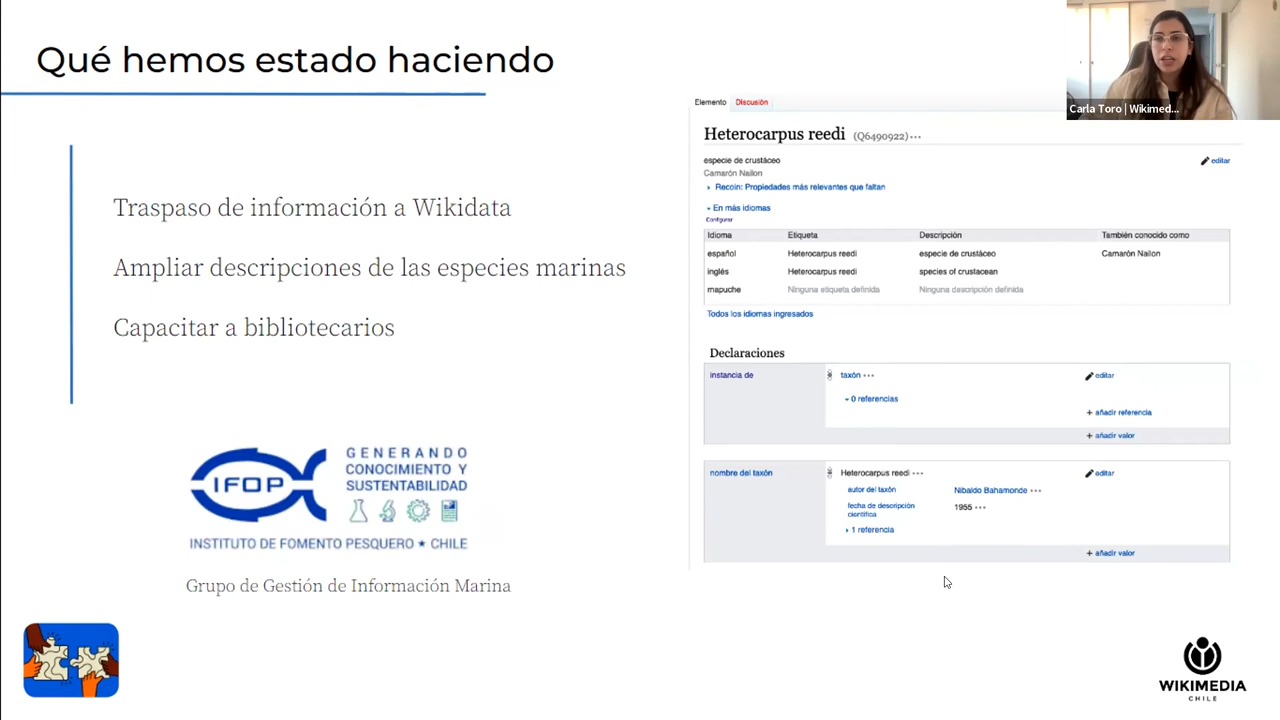 Qué hemos estado haciendo
Carla Toro | Wikimed...
Traspaso de información a Wikidata
Ampliar descripciones de las especies marinas
Capacitar a bibliotecarios
IFOP
GENERANDO
CONOCIMIENTO Y
SUSTENTABILIDAD
INSTITUTO DE FOMENTO PESQUERO ★ CHILE
Grupo de Gestión de Información Marina
Elemento Discusión
Heterocarpus reedi (Q6490922) •••
especie de crustáceo editar
Camarón Nailon
Recoin: Propiedades más relevantes que faltan
En más idiomas
Configurar
Idioma Etiqueta Descripción También conocido como
español Heterocarpus reedi especie de crustáceo Camarón Nailon
inglés Heterocarpus reedi species of crustacean
mapuche Ninguna etiqueta definida Ninguna descripción definida
Todos los idiomas ingresados
Declaraciones
instancia de taxón ••• editar
0 referencias
+ añadir referencia
+ añadir valor
nombre del taxón Heterocarpus reedi ••• editar
autor del taxón Nibaldo Bahamonde •••
fecha de descripción
científica 1955 •••
1 referencia
+ añadir valor
WIKIMEDIA
CHILE